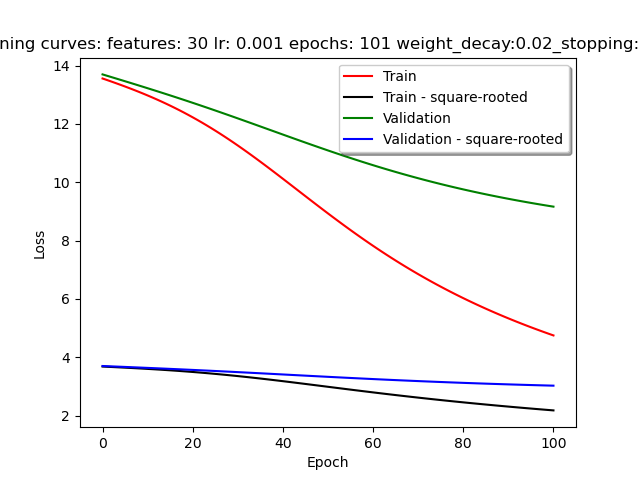 ning curves: features: 30 lr: 0.001 epochs: 101 weight_decay:0.02_stopping:
14
12
10
8
6
4
2
Loss
Train
Train - square-rooted
Validation
Validation - square-rooted
0 20 40 60 80 100
Epoch